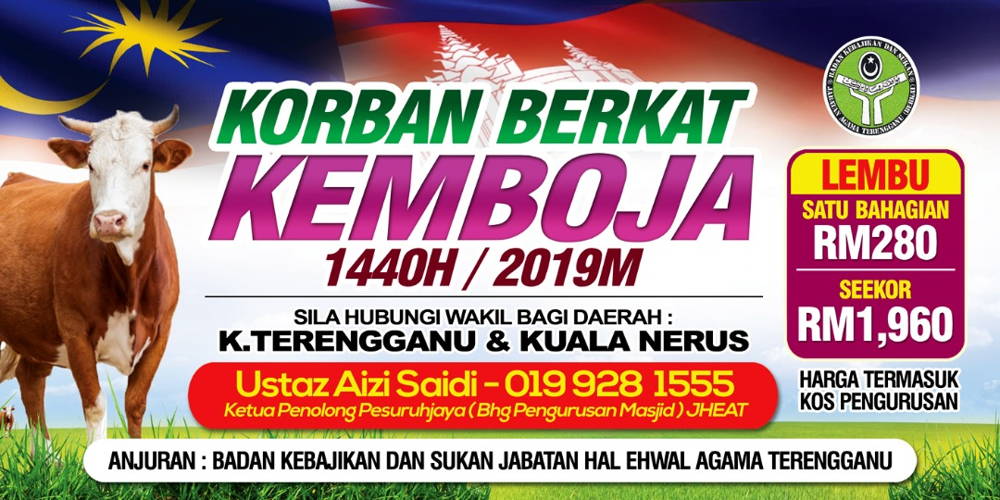 KORBAN BERKAT
KEMBOJA
1440H / 2019M
SILA HUBUNGI WAKIL BAGI DAERAH :
K.TERENGGANU & KUALA NERUS
Ustaz Aizi Saidi - 019 928 1555
Ketua Penolong Pesuruhjaya ( Bhg Pengurusan Masjid ) JHEAT
BADAN KEBAJIKAN DAN SUKAN
JABATAN AGAMA TERENGGANU
LEMBU
SATU BAHAGIAN
RM280
SEEKOR
RM1,960
HARGA TERMASUK
KOS PENGURUSAN
ANJURAN : BADAN KEBAJIKAN DAN SUKAN JABATAN HAL EHWAL AGAMA TERENGGANU